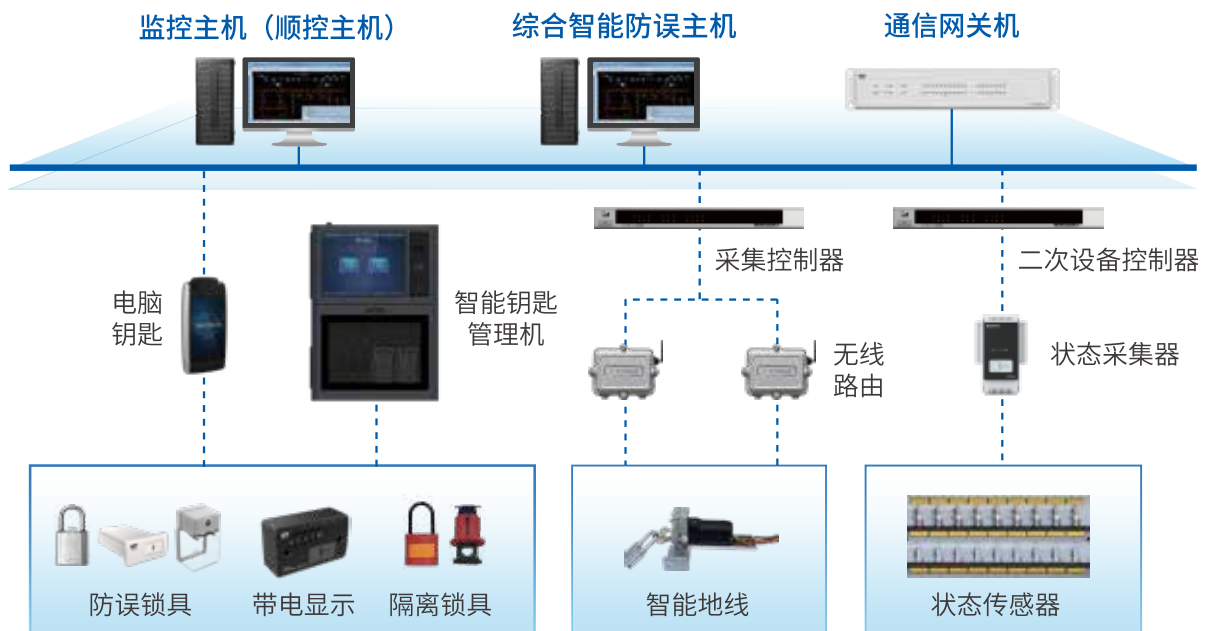 监控主机（顺控主机）
综合智能防误主机
通信网关机
采集控制器
二次设备控制器
电脑
钥匙
智能钥匙
管理机
无线
路由
状态采集器
防误锁具
带电显示
隔离锁具
智能地线
状态传感器